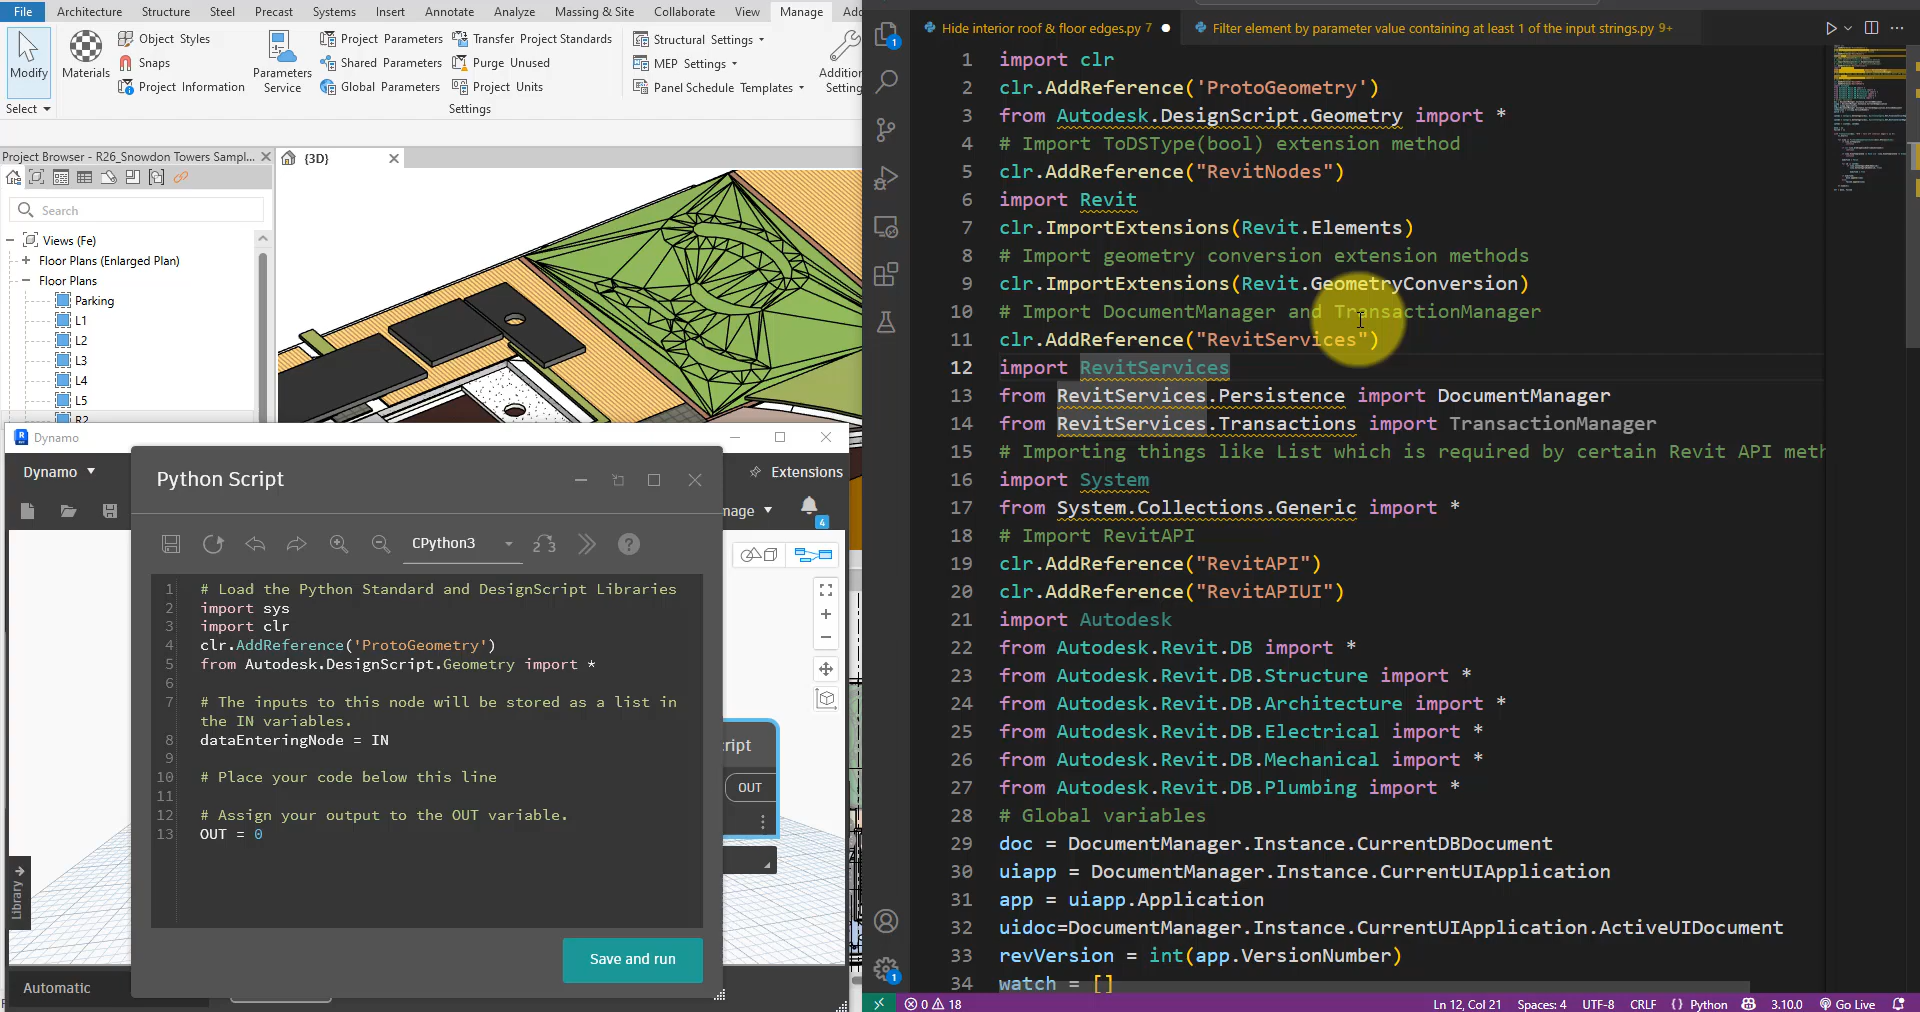 File Architecture Structure Steel Precast Systems Insert Annotate Analyze Massing & Site Collaborate View Manage
Modify
Select
Materials
Object Styles
Snaps
Project Information
Parameters Service
Project Parameters
Shared Parameters
Global Parameters
Transfer Project Standards
Purge Unused
Project Units
Settings
Structural Settings
MEP Settings
Panel Schedule Templates
Project Browser - R26_Snowdon Towers Sampl...
{3D}
Search
Views (Fe)
Floor Plans (Enlarged Plan)
Floor Plans
Parking
L1
L2
L3
L4
L5
R2
Dynamo
Dynamo
Extensions
4
Python Script
CPython3
1 # Load the Python Standard and DesignScript Libraries
2 import sys
3 import clr
4 clr.AddReference('ProtoGeometry')
5 from Autodesk.DesignScript.Geometry import *
6
7 # The inputs to this node will be stored as a list in
the IN variables.
8 dataEnteringNode = IN
9
10 # Place your code below this line
11
12 # Assign your output to the OUT variable.
13 OUT = 0
OUT
Library
Save and run
Automatic
Hide interior roof & floor edges.py 7
Filter element by parameter value containing at least 1 of the input strings.py 9+
1 import clr
2 clr.AddReference('ProtoGeometry')
3 from Autodesk.DesignScript.Geometry import *
4 # Import ToDSType(bool) extension method
5 clr.AddReference("RevitNodes")
6 import Revit
7 clr.ImportExtensions(Revit.Elements)
8 # Import geometry conversion extension methods
9 clr.ImportExtensions(Revit.GeometryConversion)
10 # Import DocumentManager and TransactionManager
11 clr.AddReference("RevitServices")
12 import RevitServices
13 from RevitServices.Persistence import DocumentManager
14 from RevitServices.Transactions import TransactionManager
15 # Importing things like List which is required by certain Revit API meth
16 import System
17 from System.Collections.Generic import *
18 # Import RevitAPI
19 clr.AddReference("RevitAPI")
20 clr.AddReference("RevitAPIUI")
21 import Autodesk
22 from Autodesk.Revit.DB import *
23 from Autodesk.Revit.DB.Structure import *
24 from Autodesk.Revit.DB.Architecture import *
25 from Autodesk.Revit.DB.Electrical import *
26 from Autodesk.Revit.DB.Mechanical import *
27 from Autodesk.Revit.DB.Plumbing import *
28 # Global variables
29 doc = DocumentManager.Instance.CurrentDBDocument
30 uiapp = DocumentManager.Instance.CurrentUIApplication
31 app = uiapp.Application
32 uidoc=DocumentManager.Instance.CurrentUIApplication.ActiveUIDocument
33 revVersion = int(app.VersionNumber)
34 watch = []
0 18
Ln 12, Col 21 Spaces: 4 UTF-8 CRLF Python 3.10.0 Go Live